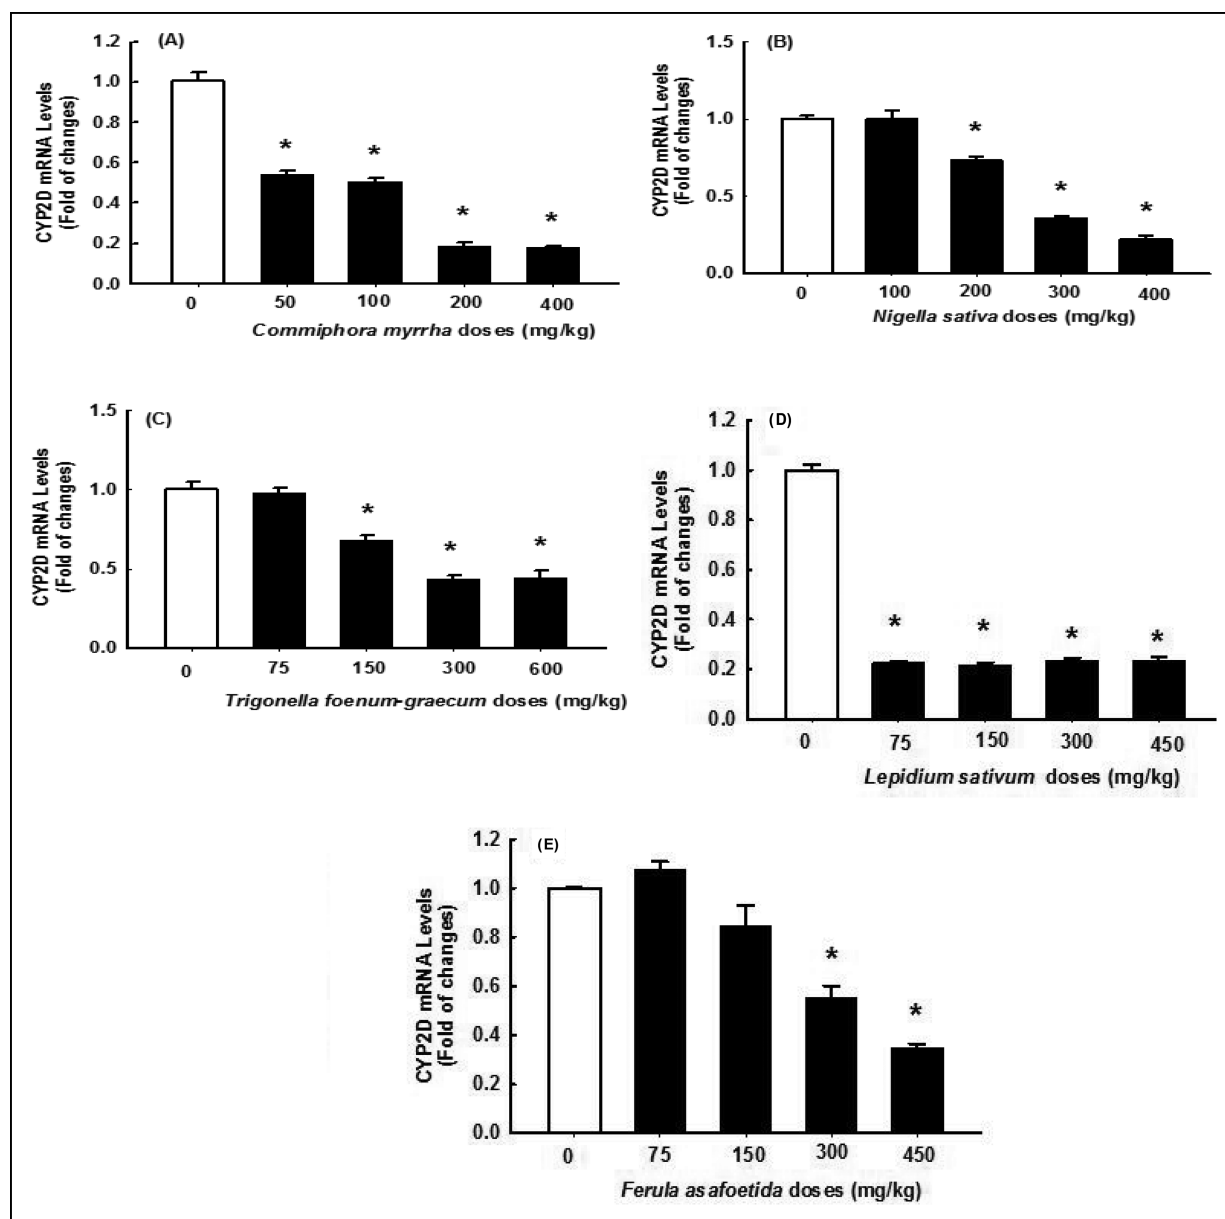 (A)
CYP2D mRNA Levels
(Fold of changes)
1.2
1.0
0.8
0.6
0.4
0.2
0.0
* * * *
0 50 100 200 400
Commiphora myrrha doses (mg/kg)
(B)
CYP2D mRNA Levels
(Fold of changes)
1.5
1.0
0.5
0.0
* * *
0 100 200 300 400
Nigella sativa doses (mg/kg)
(C)
CYP2D mRNA Levels
(Fold of changes)
1.5
1.0
0.5
0.0
* * *
0 75 150 300 600
Trigonella foenum-graecum doses (mg/kg)
(D)
CYP2D mRNA Levels
(Fold of changes)
1.2
1.0
0.8
0.6
0.4
0.2
0.0
* * * *
0 75 150 300 450
Lepidium sativum doses (mg/kg)
(E)
CYP2D mRNA Levels
(Fold of changes)
1.2
1.0
0.8
0.6
0.4
0.2
0.0
* *
0 75 150 300 450
Ferula asafoetida doses (mg/kg)